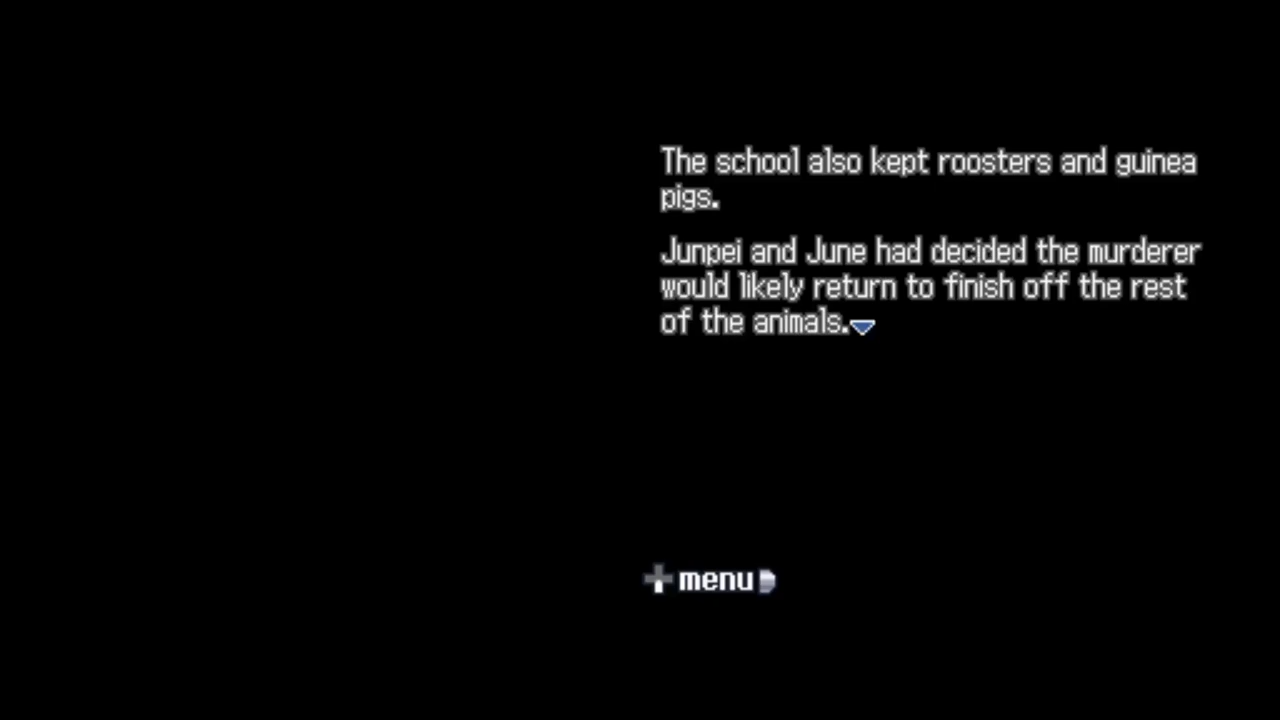 The school also kept roosters and guinea
pigs.
Junpei and June had decided the murderer
would likely return to finish off the rest
of the animals.
menu